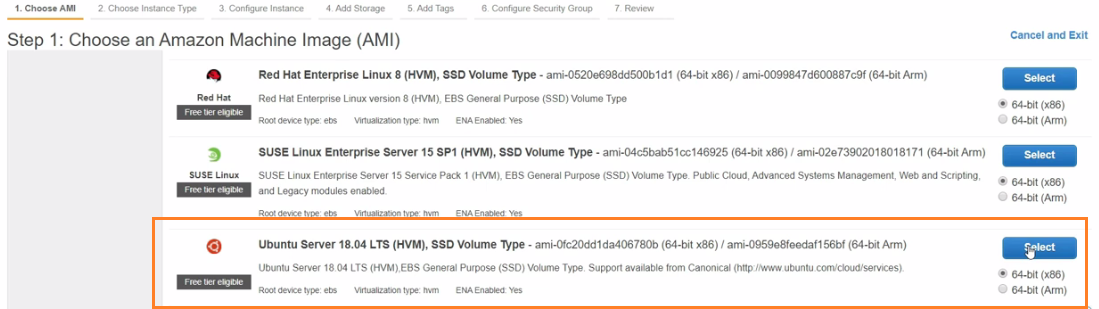 1. Choose AMI 2. Choose Instance Type 3. Configure Instance 4. Add Storage 5. Add Tags 6. Configure Security Group 7. Review
Step 1: Choose an Amazon Machine Image (AMI)
Cancel and Exit
Red Hat
Free tier eligible
Red Hat Enterprise Linux 8 (HVM), SSD Volume Type - ami-0520e698dd500b1d1 (64-bit x86) / ami-0099847d600887c9f (64-bit Arm)
Red Hat Enterprise Linux version 8 (HVM), EBS General Purpose (SSD) Volume Type
Root device type: ebs Virtualization type: hvm ENA Enabled: Yes
Select
64-bit (x86)
64-bit (Arm)
SUSE Linux
Free tier eligible
SUSE Linux Enterprise Server 15 SP1 (HVM), SSD Volume Type - ami-04c5bab51cc146925 (64-bit x86) / ami-02e73902018018171 (64-bit Arm)
SUSE Linux Enterprise Server 15 Service Pack 1 (HVM), EBS General Purpose (SSD) Volume Type. Public Cloud, Advanced Systems Management, Web and Scripting,
and Legacy modules enabled.
Root device type: ebs Virtualization type: hvm ENA Enabled: Yes
Select
64-bit (x86)
64-bit (Arm)
Free tier eligible
Ubuntu Server 18.04 LTS (HVM), SSD Volume Type - ami-0fc20dd1da406780b (64-bit x86) / ami-0959e8feedaf156bf (64-bit Arm)
Ubuntu Server 18.04 LTS (HVM),EBS General Purpose (SSD) Volume Type. Support available from Canonical (http://www.ubuntu.com/cloud/services).
Root device type: ebs Virtualization type: hvm ENA Enabled: Yes
Select
64-bit (x86)
64-bit (Arm)